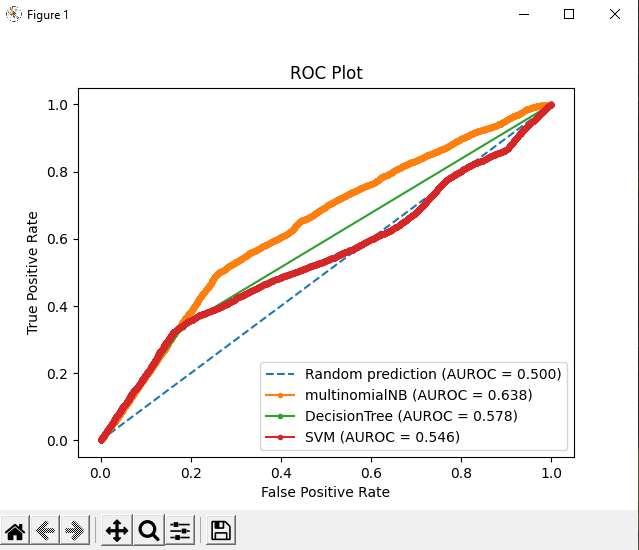 Figure 1
ROC Plot
1.0
0.8
0.6
0.4
0.2
0.0
True Positive Rate
Random prediction (AUROC = 0.500)
multinomialNB (AUROC = 0.638)
DecisionTree (AUROC = 0.578)
SVM (AUROC = 0.546)
0.0 0.2 0.4 0.6 0.8 1.0
False Positive Rate